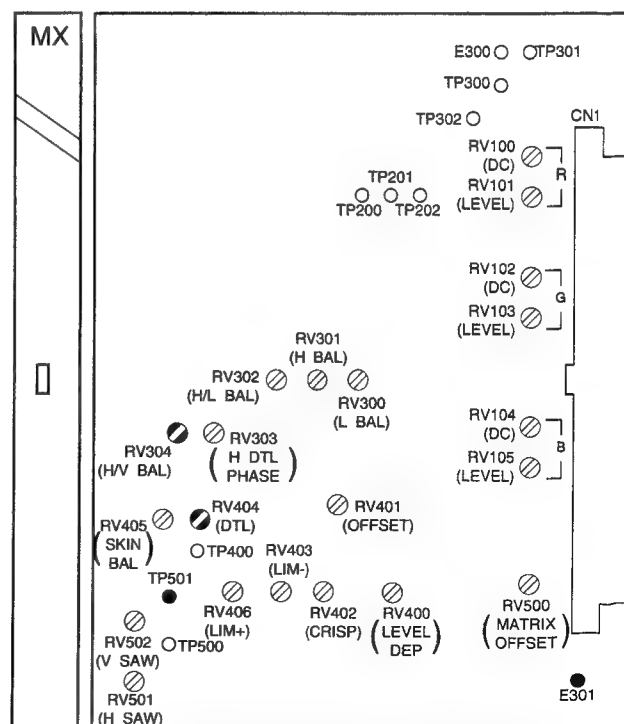 MX
E300
TP301
TP300
TP302
CN1
RV100
(DC)
R
RV101
(LEVEL)
TP201
TP200
TP202
RV102
(DC)
G
RV103
(LEVEL)
RV301
(H BAL)
RV302
(H/L BAL)
RV300
(L BAL)
RV104
(DC)
B
RV105
(LEVEL)
RV304
(H/V BAL)
RV303
(H DTL
PHASE)
RV405
(SKIN
BAL)
RV404
(DTL)
RV401
(OFFSET)
TP400
RV403
(LIM-)
TP501
RV406
(LIM+)
RV402
(CRISP)
RV400
(LEVEL
DEP)
RV500
(MATRIX
OFFSET)
RV502
(V SAW)
TP500
RV501
(H SAW)
E301